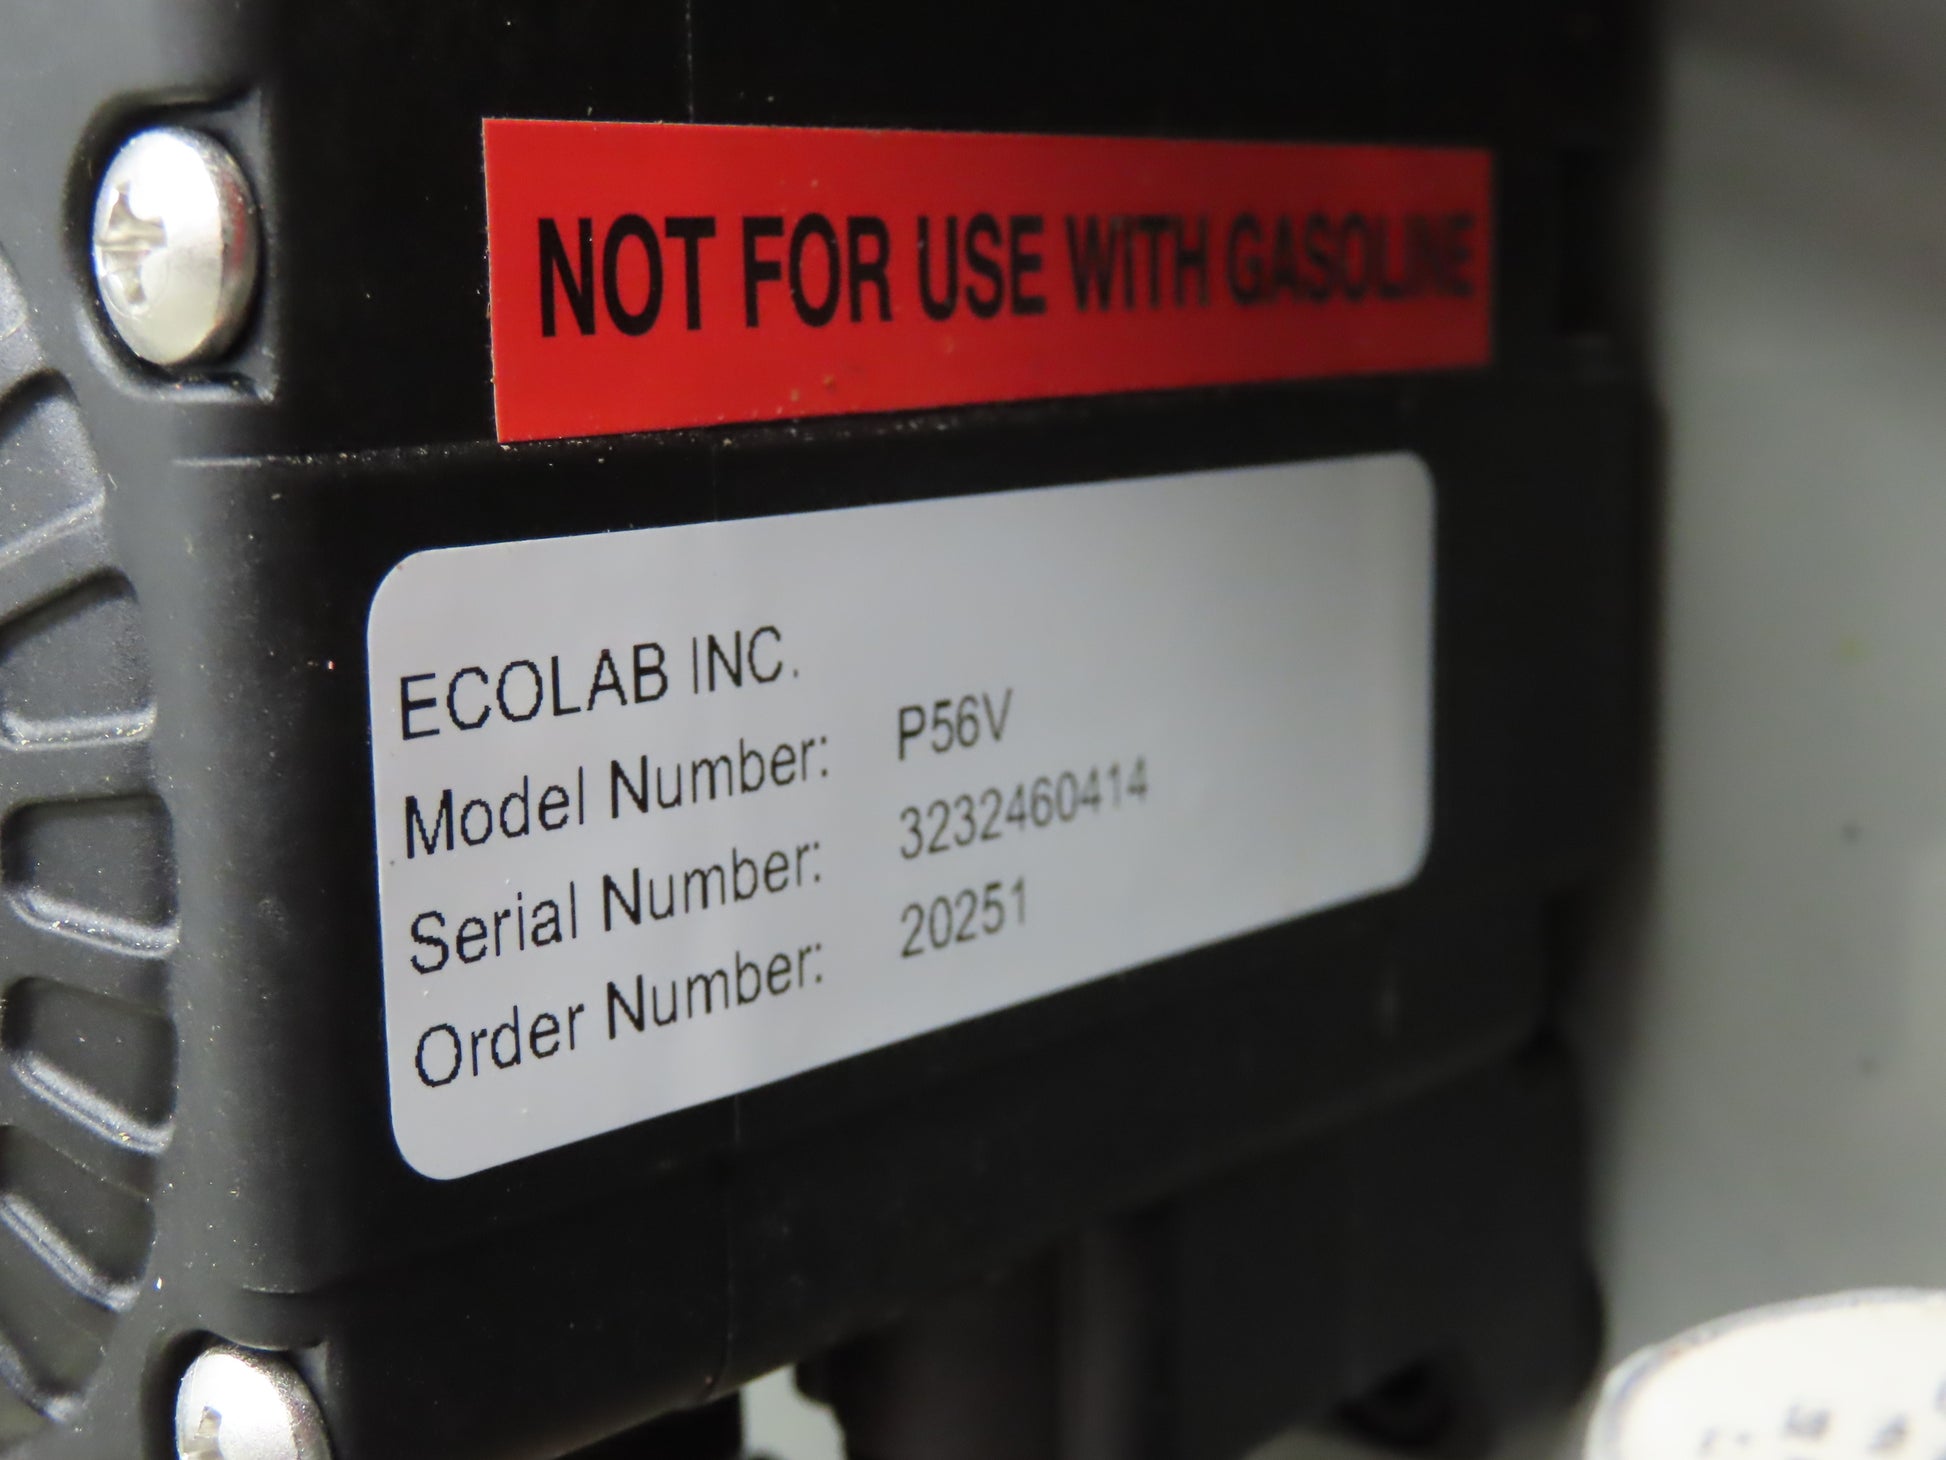 NOT FOR USE WITH GASOLINE
ECOLAB INC.
Model Number: P56V
Serial Number: 3232460414
Order Number: 20251